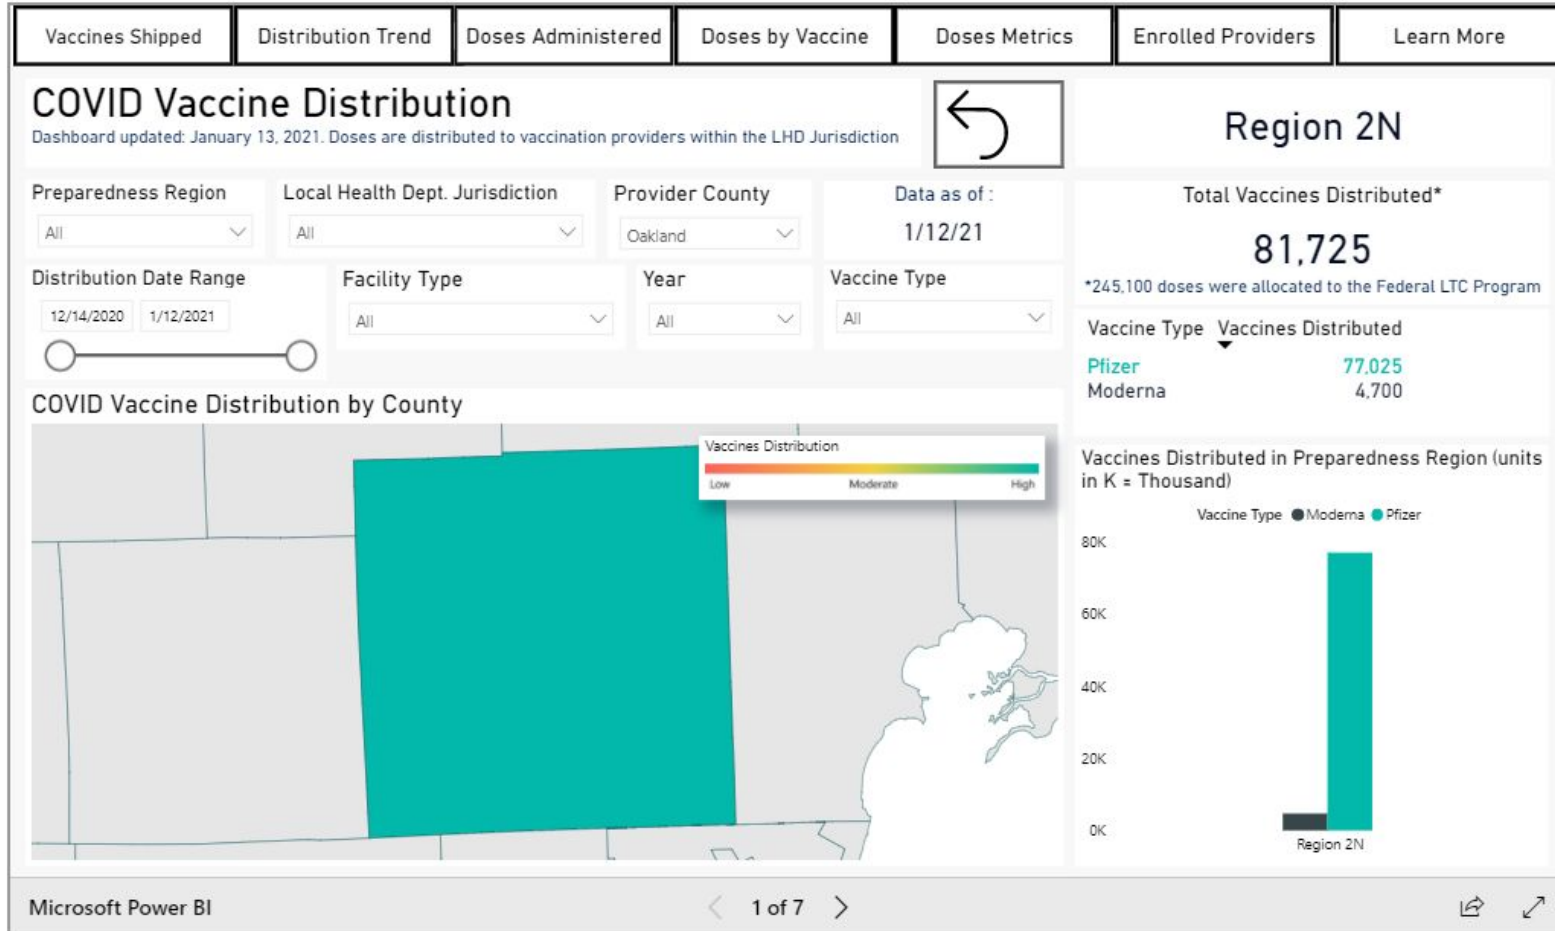 Vaccines Shipped
Distribution Trend
Doses Administered
Doses by Vaccine
Doses Metrics
Enrolled Providers
Learn More
COVID Vaccine Distribution
Dashboard updated: January 13, 2021. Doses are distributed to vaccination providers within the LHD Jurisdiction
Region 2N
Preparedness Region
All
Local Health Dept. Jurisdiction
All
Provider County
Oakland
Data as of :
1/12/21
Distribution Date Range
12/14/2020 1/12/2021
Facility Type
All
Year
All
Vaccine Type
All
Total Vaccines Distributed*
81,725
*245,100 doses were allocated to the Federal LTC Program
Vaccine Type Vaccines Distributed
Pfizer 77,025
Moderna 4,700
COVID Vaccine Distribution by County
Vaccines Distribution
Low Moderate High
Vaccines Distributed in Preparedness Region (units
in K = Thousand)
Vaccine Type Moderna Pfizer
80K
60K
40K
20K
0K
Region 2N
Microsoft Power BI
1 of 7